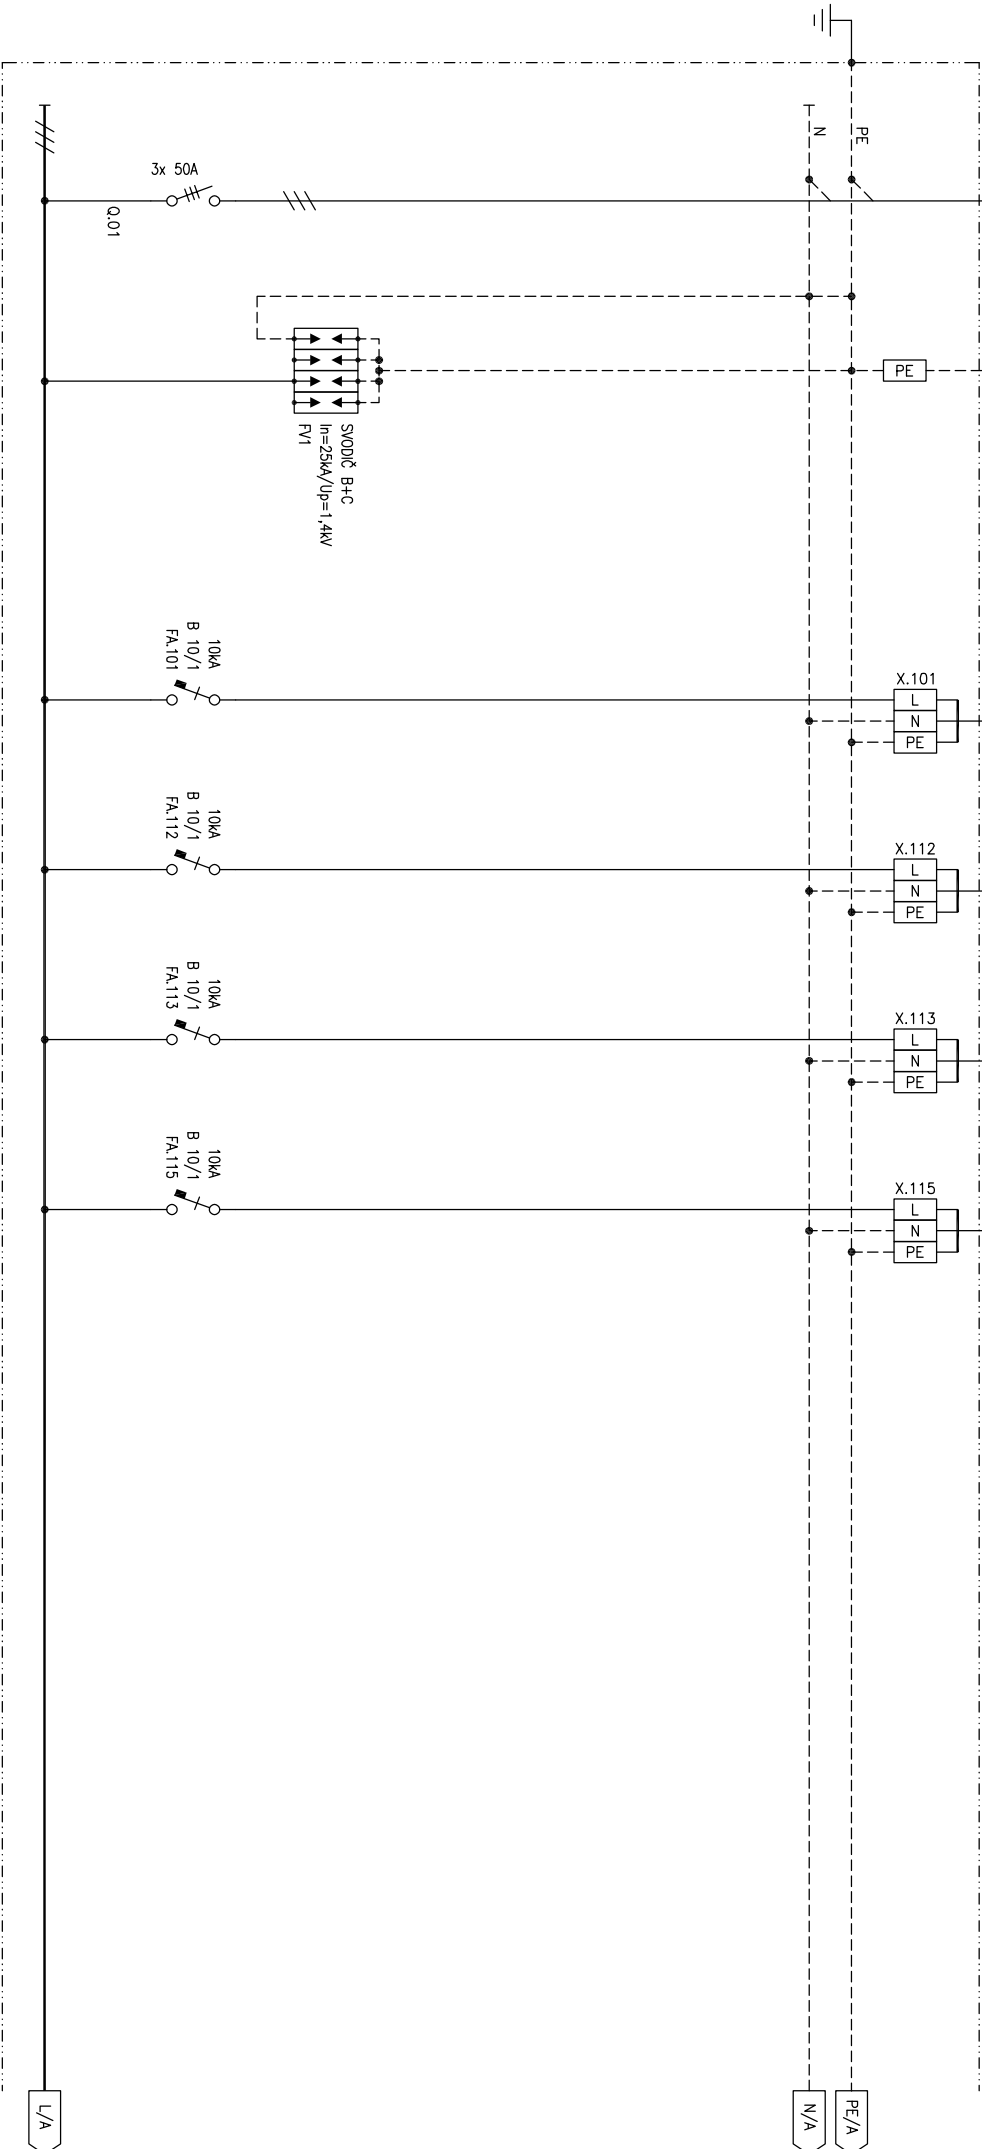 N
PE
3x 50A
Q.01
PE
SVODIČ B+C
In=25kA/Up=1,4kV
FV1
10kA
B 10/1
FA.101
X.101
L
N
PE
10kA
B 10/1
FA.112
X.112
L
N
PE
10kA
B 10/1
FA.113
X.113
L
N
PE
10kA
B 10/1
FA.115
X.115
L
N
PE
L/A
N/A
PE/A